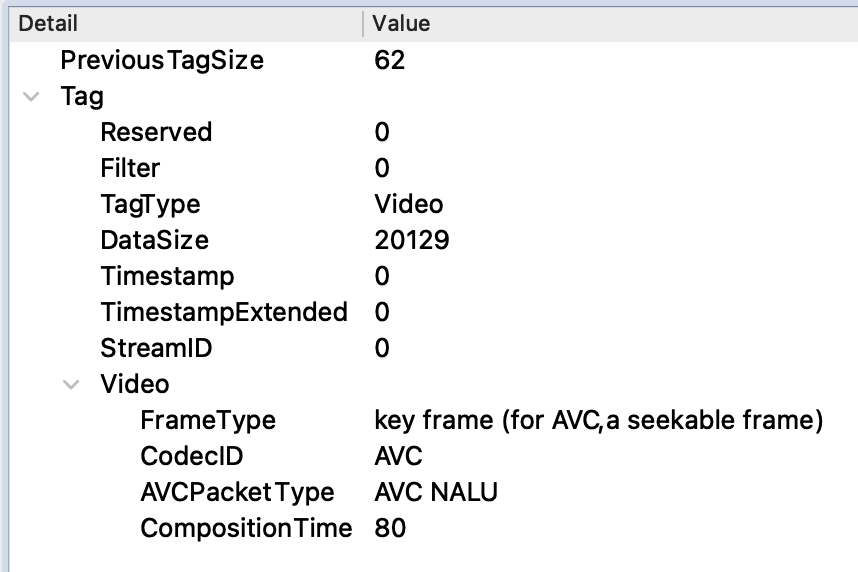 Detail Value
PreviousTagSize 62
Tag
Reserved 0
Filter 0
TagType Video
DataSize 20129
Timestamp 0
TimestampExtended 0
StreamID 0
Video
FrameType key frame (for AVC,a seekable frame)
CodecID AVC
AVCPacketType AVC NALU
CompositionTime 80